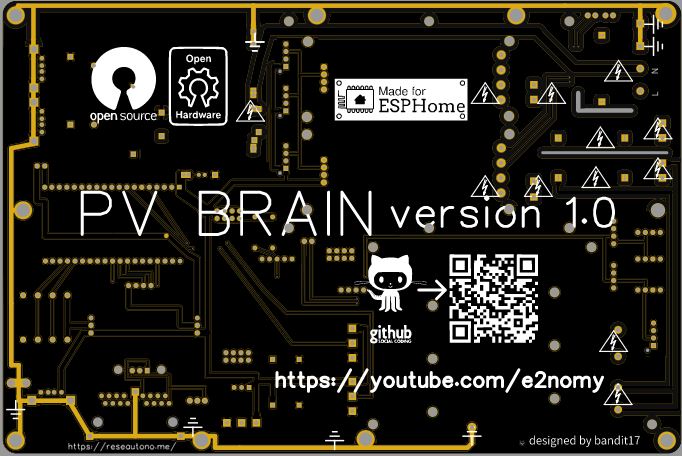 Open
open source
Hardware
Made for
ESPHome
N
L
PV BRAIN version 1.0
github
SOCIAL CODING
https://youtube.com/e2nomy
https://reseautono.me/
© designed by bandit17